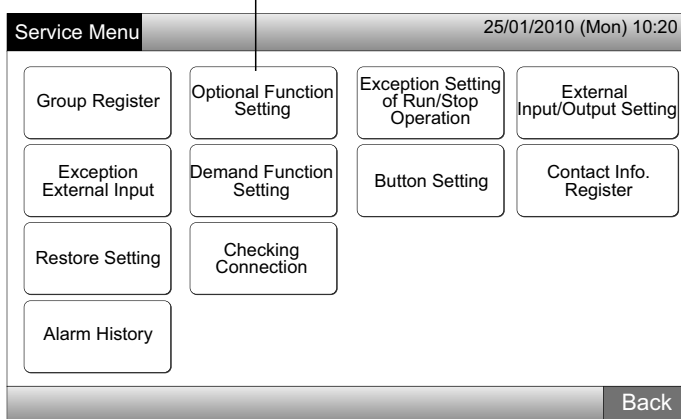 Service Menu
25/01/2010 (Mon) 10:20
Group Register
Optional Function
Setting
Exception Setting
of Run/Stop
Operation
External
Input/Output Setting
Exception
External Input
Demand Function
Setting
Button Setting
Contact Info.
Register
Restore Setting
Checking
Connection
Alarm History
Back